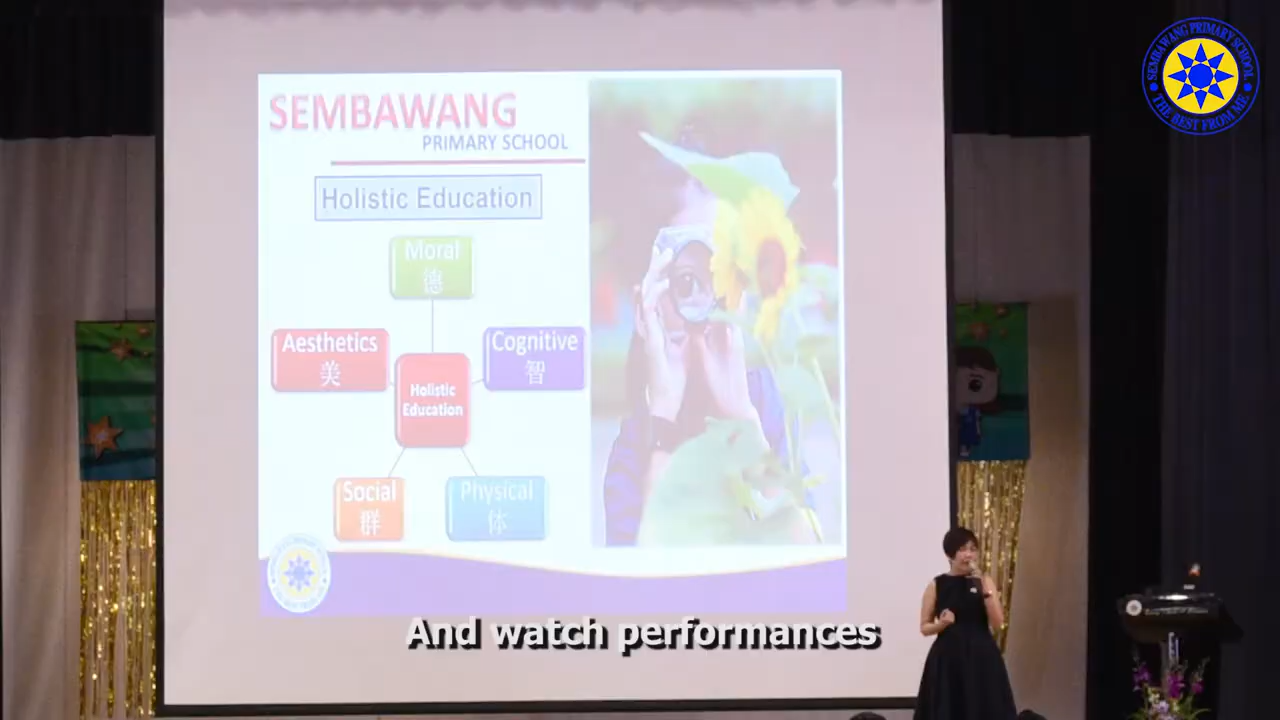 SEMBAWANG
PRIMARY SCHOOL
Holistic Education
Moral
德
Aesthetics
美
Cognitive
智
Holistic
Education
Social
群
Physical
体
And watch performances
SEMBAWANG PRIMARY SCHOOL
THE BEST FROM ME